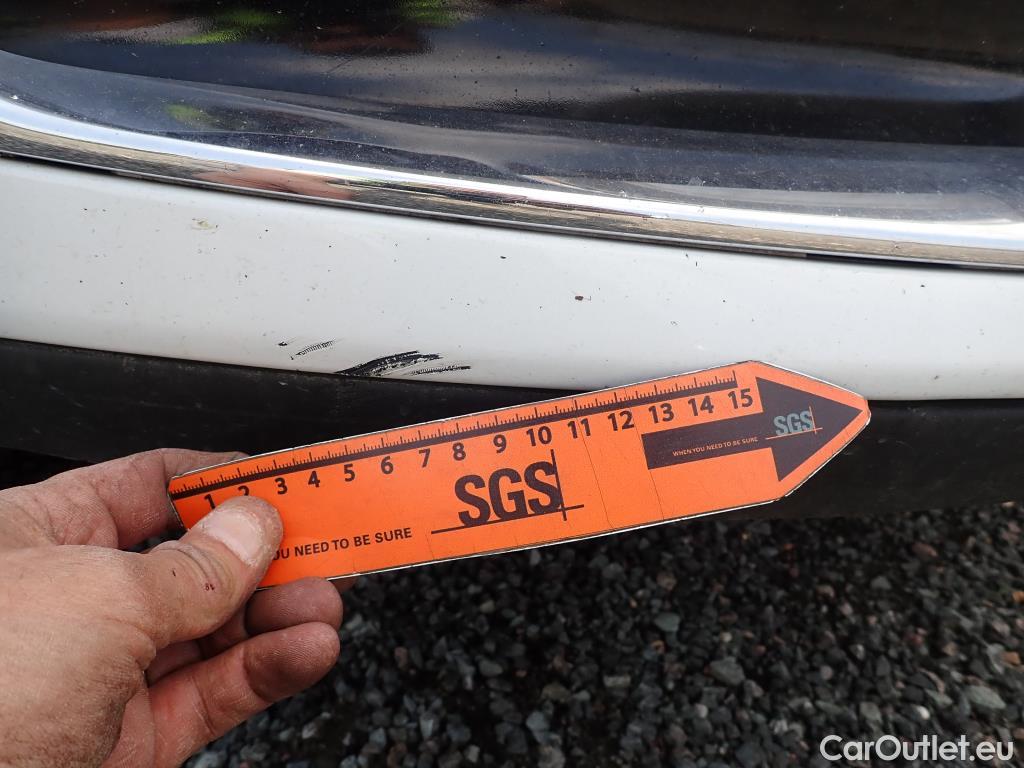 1 2 3 4 5 6 7 8 9 10 11 12 13 14 15
SGS
WHEN YOU NEED TO BE SURE
SGS
OU NEED TO BE SURE
CarOutlet.eu